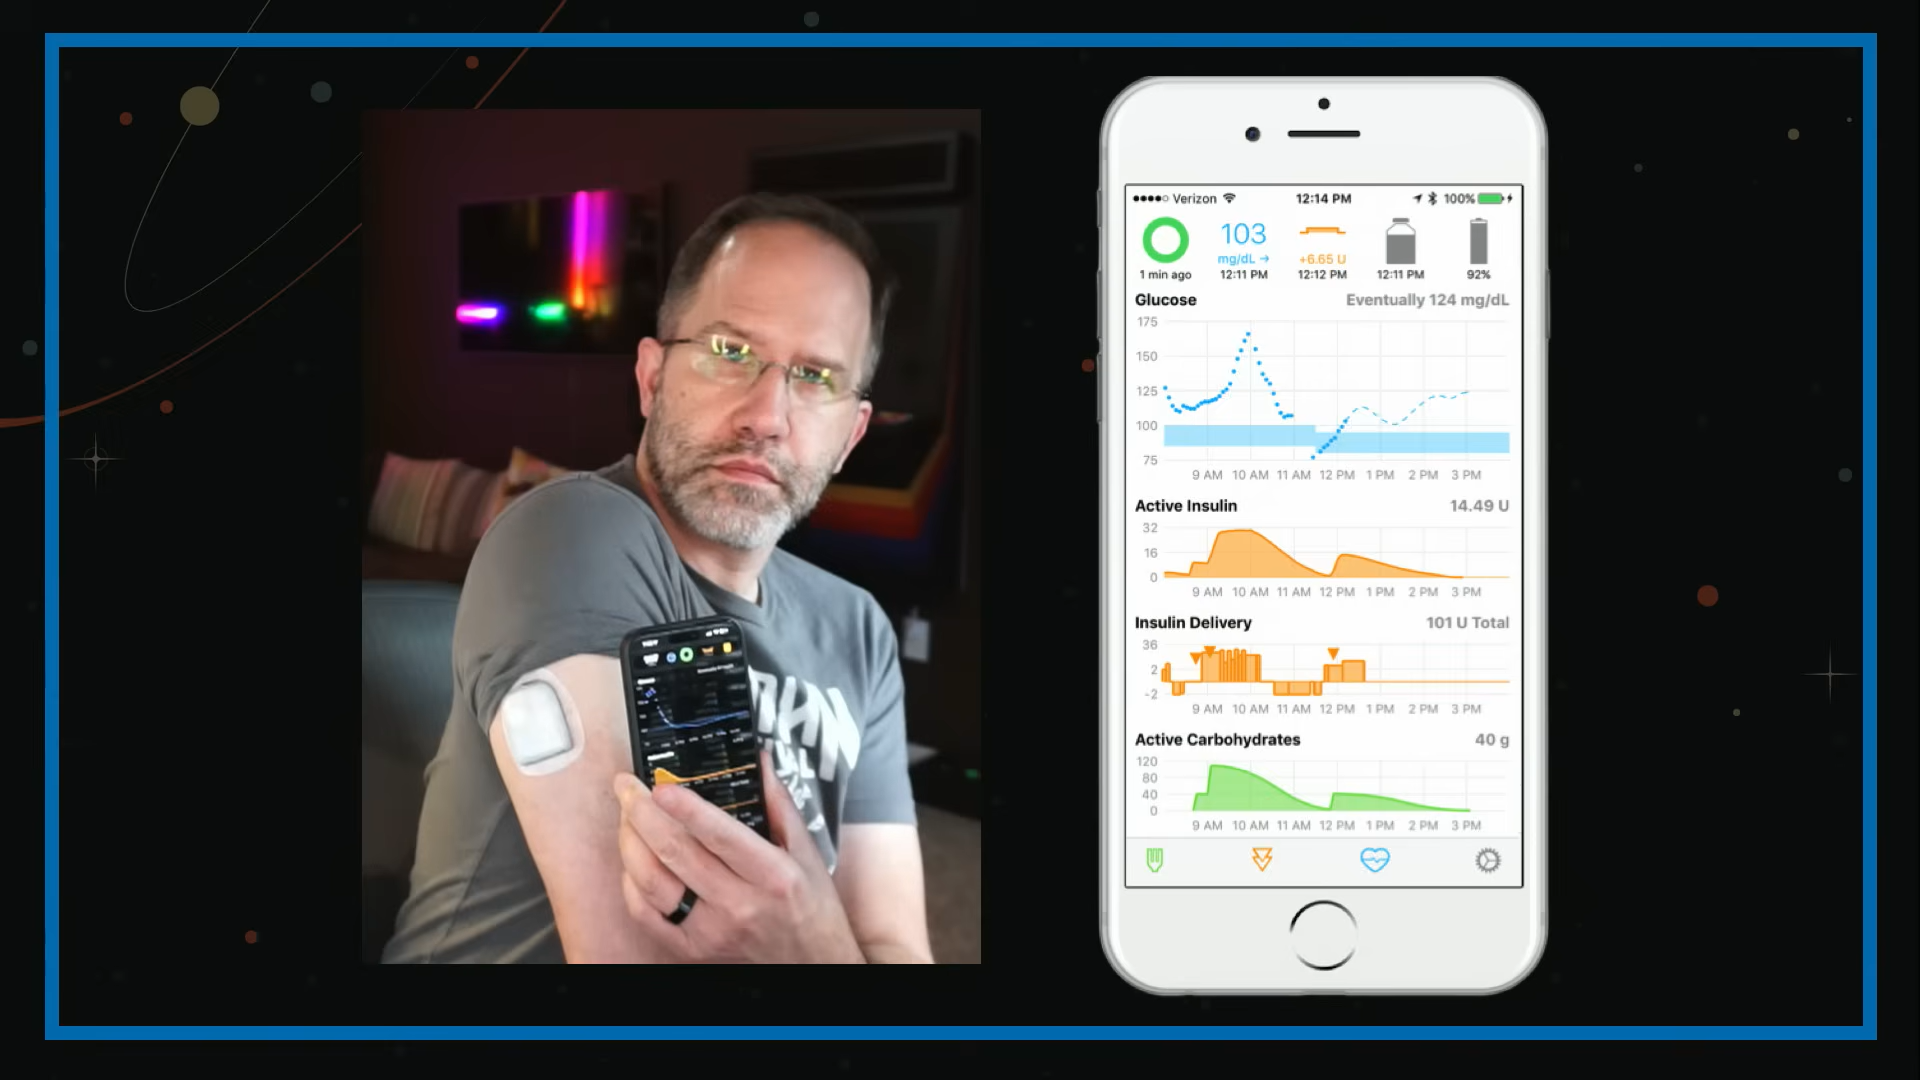 Verizon 12:14 PM 100%
103
mg/dL → +6.65 U
1 min ago 12:11 PM 12:12 PM 12:11 PM 92%
Glucose Eventually 124 mg/dL
175
150
125
100
75
9 AM 10 AM 11 AM 12 PM 1 PM 2 PM 3 PM
Active Insulin 14.49 U
32
16
0
9 AM 10 AM 11 AM 12 PM 1 PM 2 PM 3 PM
Insulin Delivery 101 U Total
36
2
-2
9 AM 10 AM 11 AM 12 PM 1 PM 2 PM 3 PM
Active Carbohydrates 40 g
120
80
40
0
9 AM 10 AM 11 AM 12 PM 1 PM 2 PM 3 PM